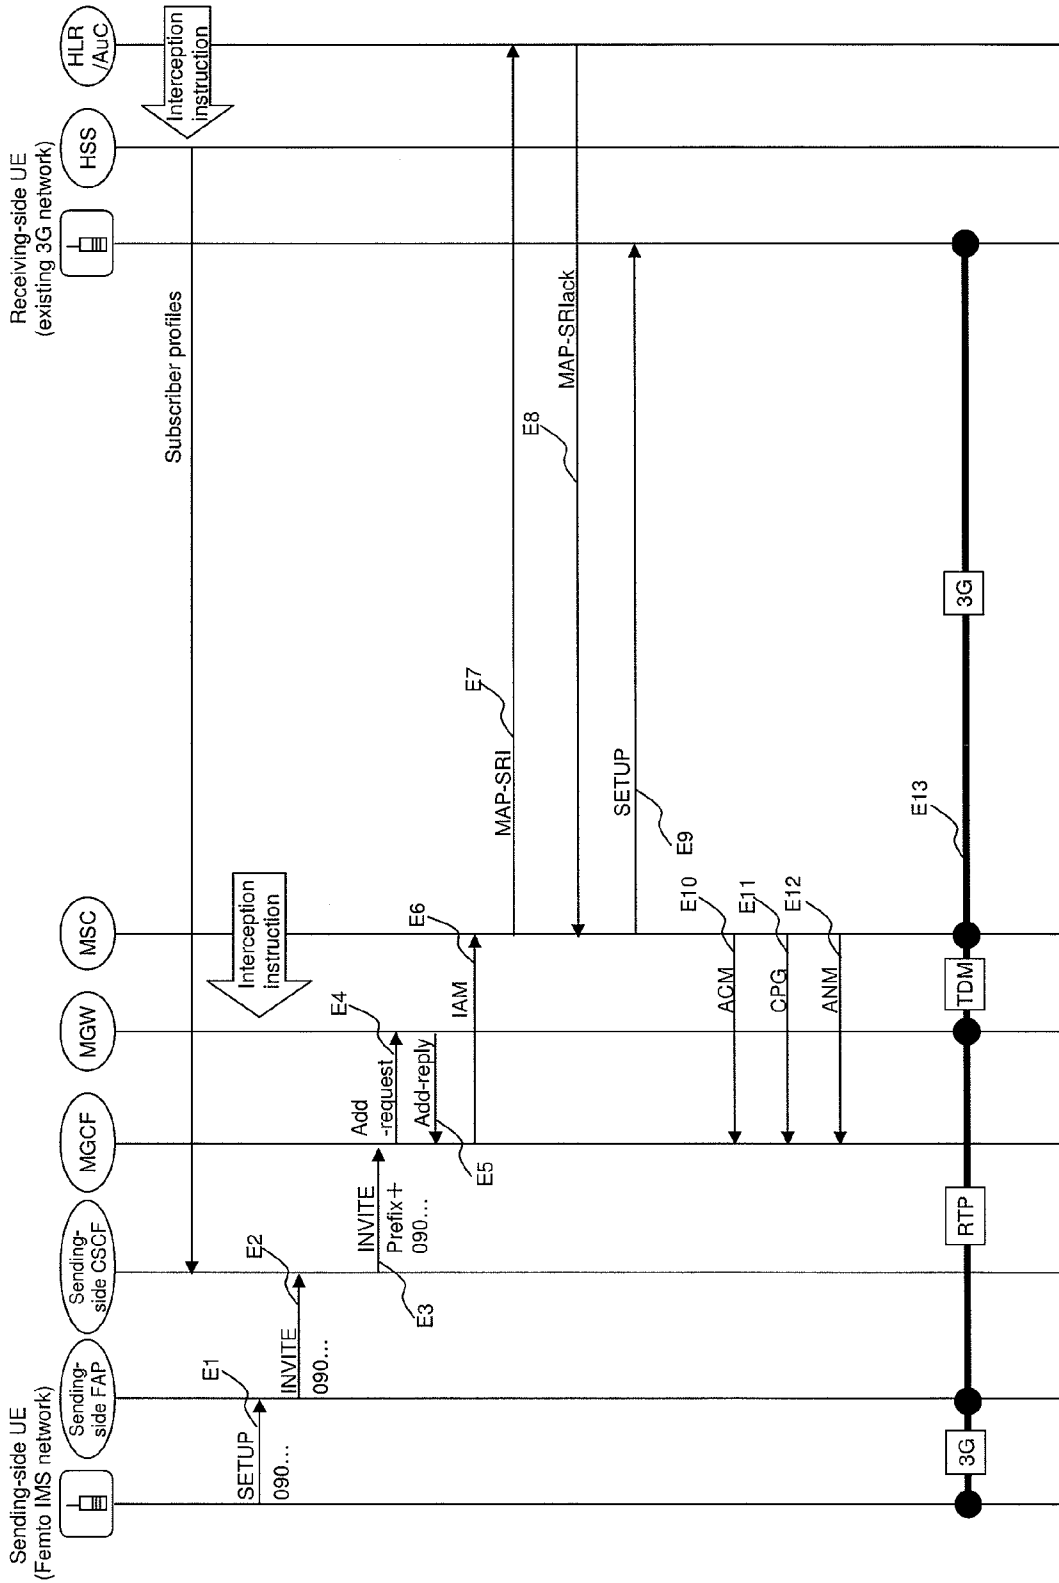 Sending-side UE
(Femto IMS network)
Sending-
side FAP
Sending-
side CSCF
MGCF
MGW
MSC
Receiving-side UE
(existing 3G network)
HSS
HLR
/AuC
Interception
instruction
Subscriber profiles
Interception
instruction
SETUP
090...
E1
INVITE
090...
E2
INVITE
Prefix+
090...
E3
Add
-request
E4
Add-reply
E5
IAM
E6
MAP-SRI
E7
MAP-SRIack
E8
SETUP
E9
ACM
E10
CPG
E11
ANM
E12
E13
3G
RTP
TDM
3G